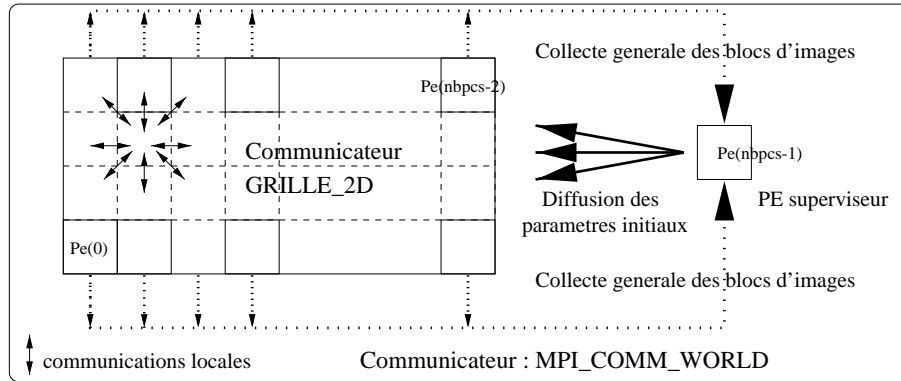 Collecte generale des blocs d'images
Pe(nbpcs-2)
Communicateur
GRILLE_2D
Pe(nbpcs-1)
Diffusion des
parametres initiaux
PE superviseur
Pe(0)
Collecte generale des blocs d'images
communications locales
Communicateur : MPI_COMM_WORLD